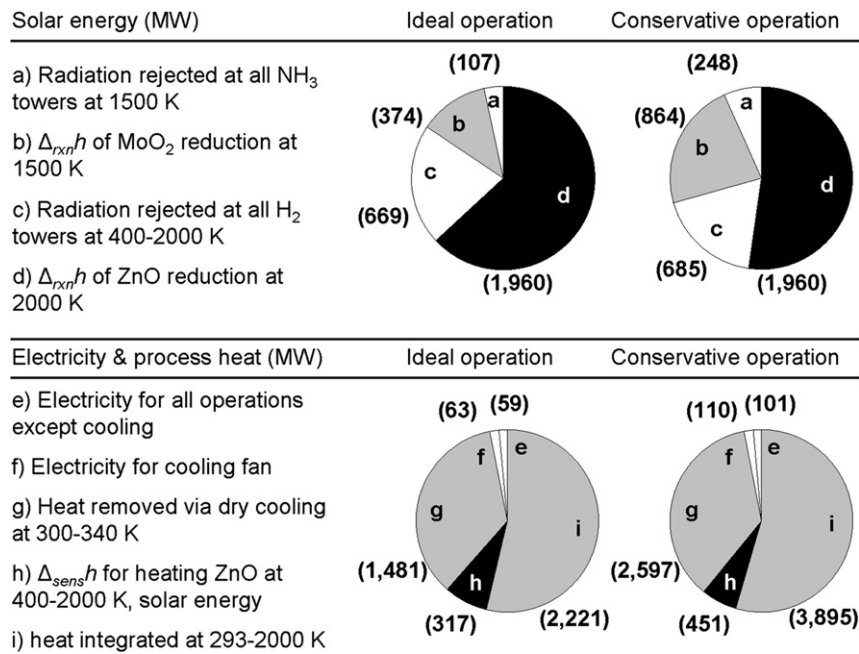 Solar energy (MW) Ideal operation Conservative operation
a) Radiation rejected at all NH₃
towers at 1500 K
b) Δ_rxn h of MoO₂ reduction at
1500 K
c) Radiation rejected at all H₂
towers at 400-2000 K
d) Δ_rxn h of ZnO reduction at
2000 K
(107)
(374)
(669)
(1,960)
a
b
c
d
(248)
(864)
(685)
(1,960)
a
b
c
d
Electricity & process heat (MW) Ideal operation Conservative operation
e) Electricity for all operations
except cooling
f) Electricity for cooling fan
g) Heat removed via dry cooling
at 300-340 K
h) Δ_sens h for heating ZnO at
400-2000 K, solar energy
i) heat integrated at 293-2000 K
(63) (59)
f e
g
i
h
(1,481)
(317)
(2,221)
(110) (101)
f e
g
i
h
(2,597)
(451)
(3,895)